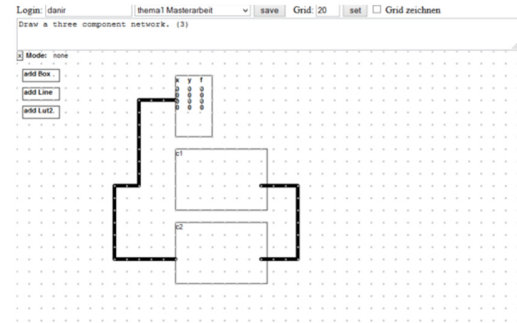 Login: danir thema1 Masterarbeit save Grid: 20 set Grid zeichnen
Draw a three component network. (3)
x Mode: none
add Box .
add Line
add Lut2.
x y f
0 0 0
0 0 0
0 0 0
0 0 0
c1
c2